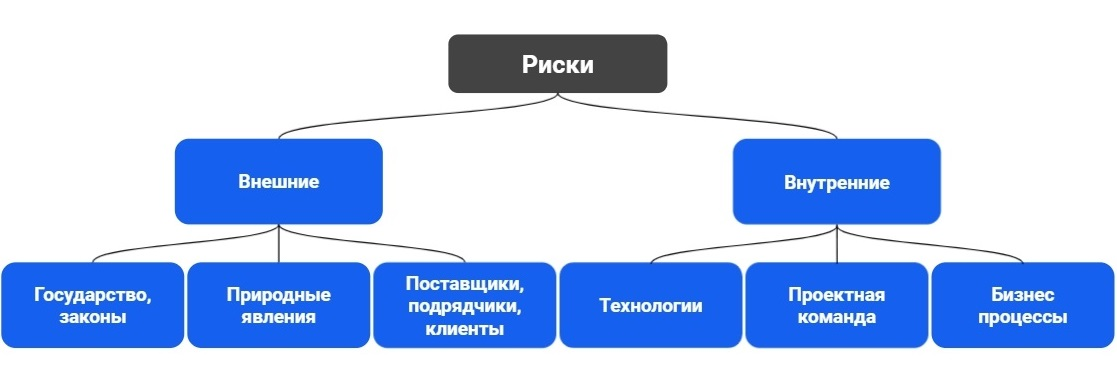 Риски
Внешние
Внутренние
Государство,
законы
Природные
явления
Поставщики,
подрядчики,
клиенты
Технологии
Проектная
команда
Бизнес
процессы